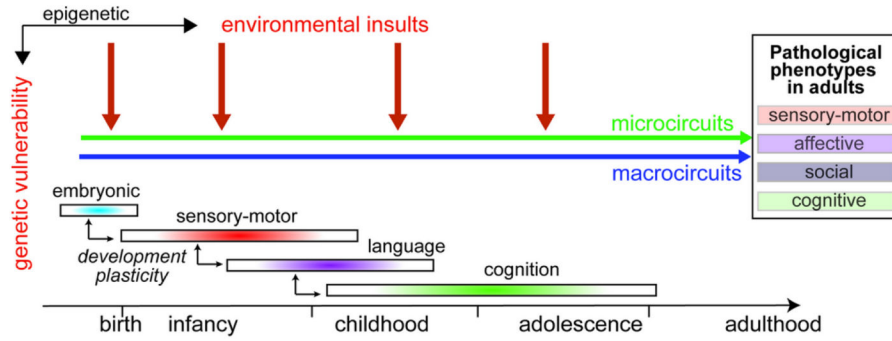 epigenetic
environmental insults
genetic vulnerability
Pathological
phenotypes
in adults
sensory-motor
affective
social
cognitive
microcircuits
macrocircuits
embryonic
sensory-motor
development
plasticity
language
cognition
birth
infancy
childhood
adolescence
adulthood